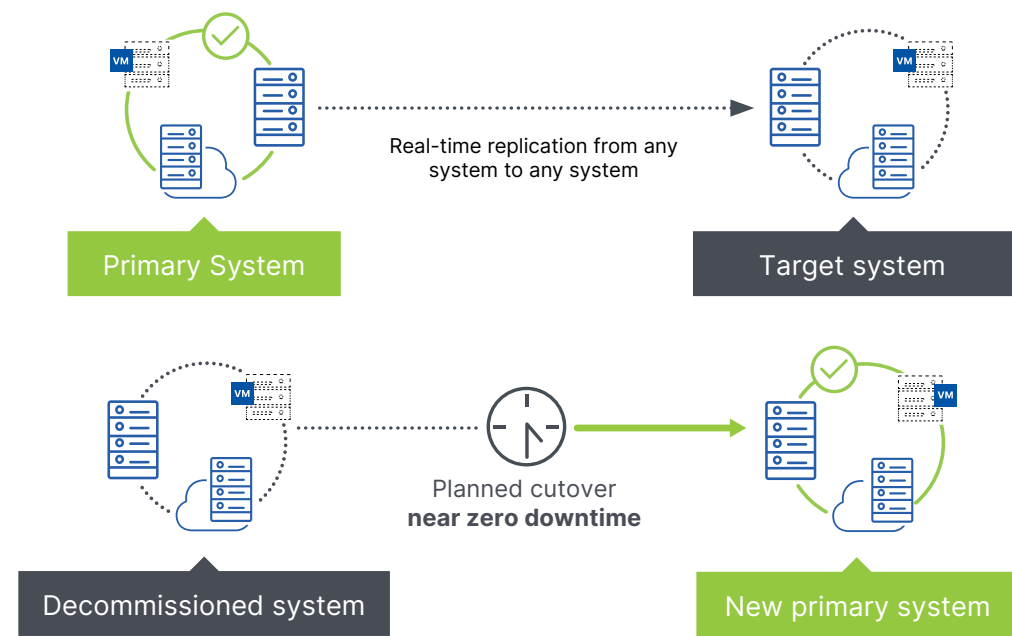 VM
VM
Real-time replication from any
system to any system
Primary System
Target system
VM
VM
Planned cutover
near zero downtime
Decommissioned system
New primary system